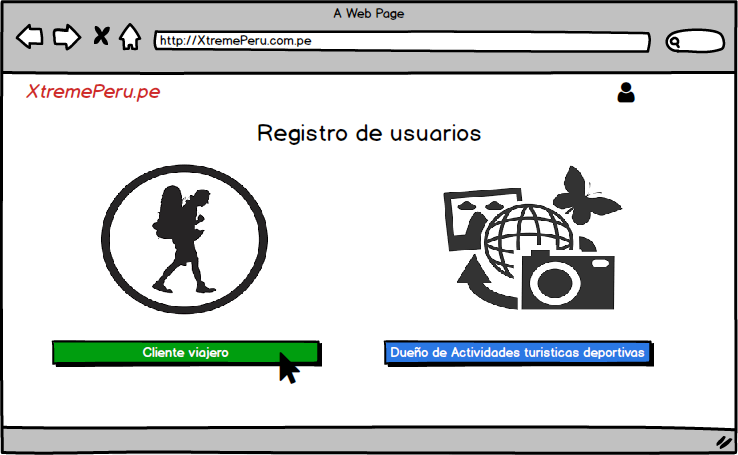 A Web Page
http://XtremePeru.com.pe
XtremePeru.pe
Registro de usuarios
Cliente viajero
Dueño de Actividades turisticas deportivas